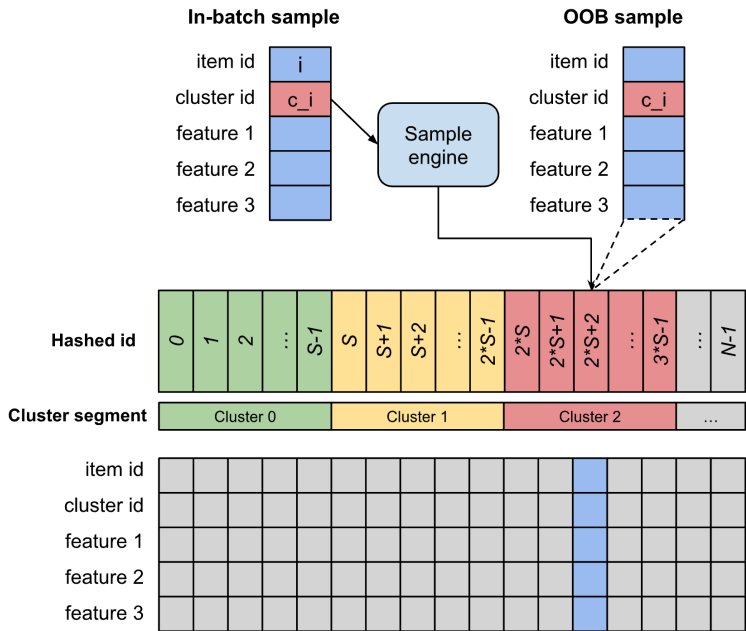 In-batch sample
OOB sample
item id
i
cluster id
c_i
feature 1
feature 2
feature 3
Sample
engine
item id
cluster id
c_i
feature 1
feature 2
feature 3
Hashed id
0
1
2
...
S-1
S
S+1
S+2
...
2*S-1
2*S
2*S+1
2*S+2
...
3*S-1
...
N-1
Cluster segment
Cluster 0
Cluster 1
Cluster 2
...
item id
cluster id
feature 1
feature 2
feature 3